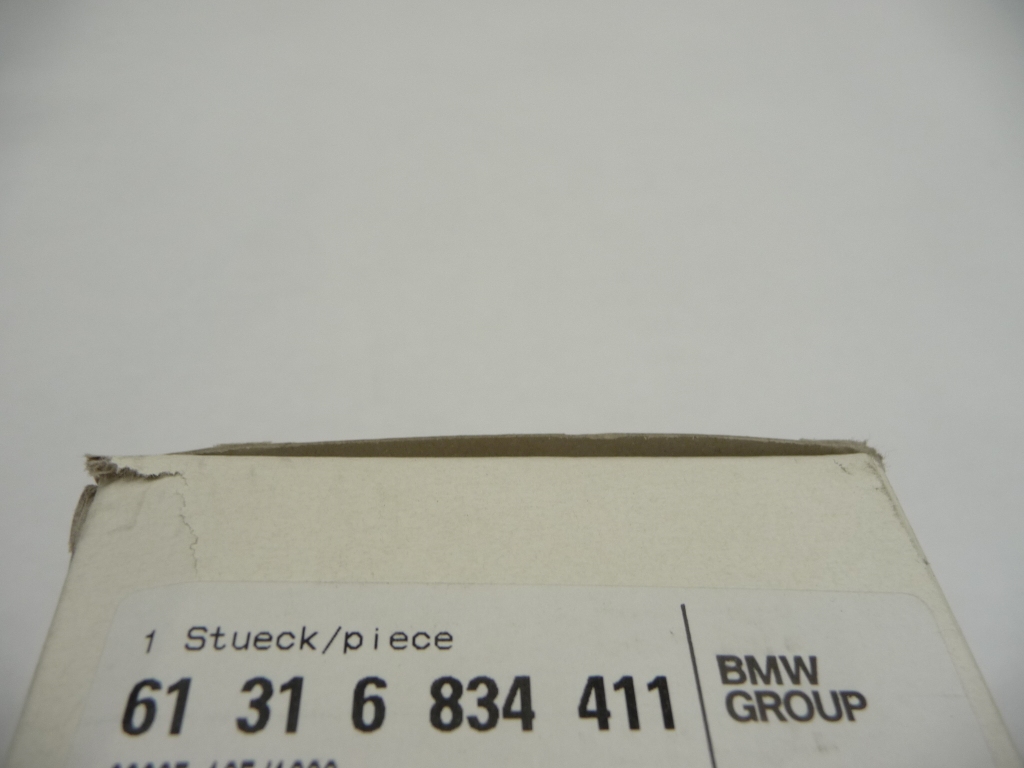 1 Stueck/piece
61 31 6 834 411
BMW
GROUP